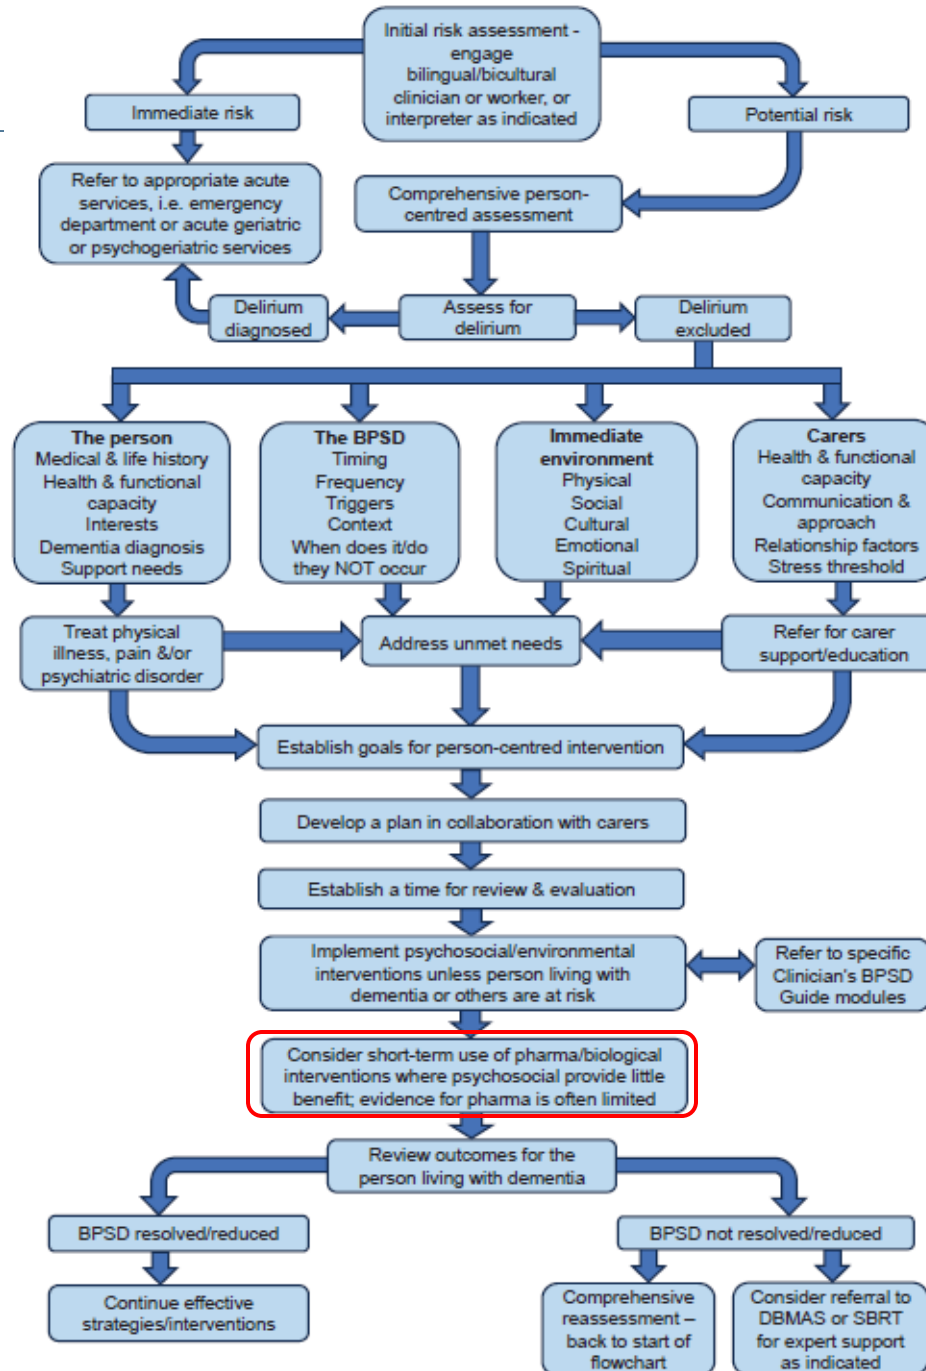 Initial risk assessment -
engage
bilingual/bicultural
clinician or worker, or
interpreter as indicated
Immediate risk
Potential risk
Refer to appropriate acute
services, i.e. emergency
department or acute geriatric
or psychogeriatric services
Comprehensive person-
centred assessment
Delirium
diagnosed
Assess for
delirium
Delirium
excluded
The person
Medical & life history
Health & functional
capacity
Interests
Dementia diagnosis
Support needs
The BPSD
Timing
Frequency
Triggers
Context
When does it/do
they NOT occur
Immediate
environment
Physical
Social
Cultural
Emotional
Spiritual
Carers
Health & functional
capacity
Communication &
approach
Relationship factors
Stress threshold
Treat physical
illness, pain &/or
psychiatric disorder
Address unmet needs
Refer for carer
support/education
Establish goals for person-centred intervention
Develop a plan in collaboration with carers
Establish a time for review & evaluation
Implement psychosocial/environmental
interventions unless person living with
dementia or others are at risk
Refer to specific
Clinician's BPSD
Guide modules
Consider short-term use of pharma/biological
interventions where psychosocial provide little
benefit; evidence for pharma is often limited
Review outcomes for the
person living with dementia
BPSD resolved/reduced
BPSD not resolved/reduced
Continue effective
strategies/interventions
Comprehensive
reassessment –
back to start of
flowchart
Consider referral to
DBMAS or SBRT
for expert support
as indicated